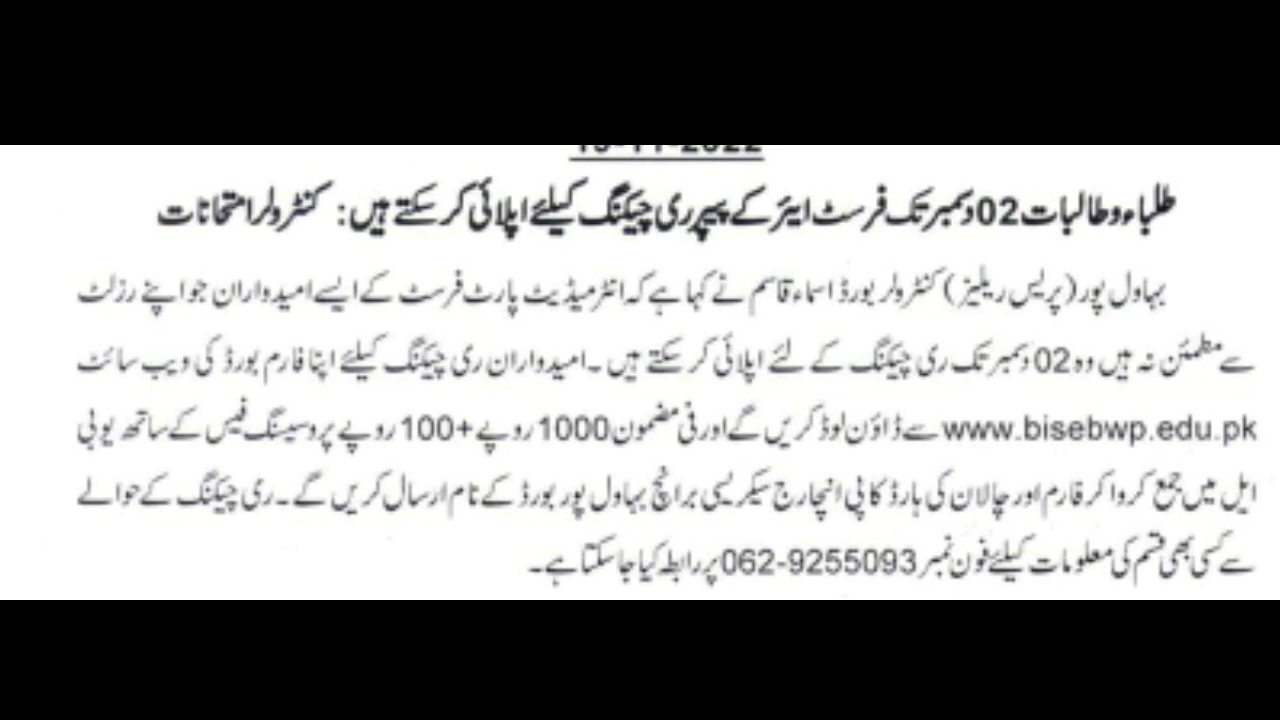 طلباء و طالبات 02 دسمبر تک فرسٹ ایئر کے پیپر ری چیکنگ کیلئے اپلائی کر سکتے ہیں: کنٹرولر امتحانات
بہاول پور (پریس ریلیز) کنٹرولر بورڈ اسماء قاسم نے کہا ہے کہ انٹرمیڈیٹ پارٹ فرسٹ کے ایسے امیدواران جو اپنے رزلٹ
سے مطمئن نہ ہیں وہ 02 دسمبر تک ری چیکنگ کے لئے اپلائی کر سکتے ہیں۔ امیدواران ری چیکنگ کیلئے اپنا فارم بورڈ کی ویب سائٹ
www.bisebwp.edu.pk سے ڈاؤن لوڈ کریں گے اور فی مضمون 1000 روپے +100 روپے پروسیسنگ فیس کے ساتھ یو بی
ایل میں جمع کروا کر فارم اور چالان کی ہارڈ کاپی انچارج سیکریسی برانچ بہاول پور بورڈ کے نام ارسال کریں گے۔ ری چیکنگ کے حوالے
سے کسی بھی قسم کی معلومات کیلئے فون نمبر 062-9255093 پر رابطہ کیا جا سکتا ہے۔